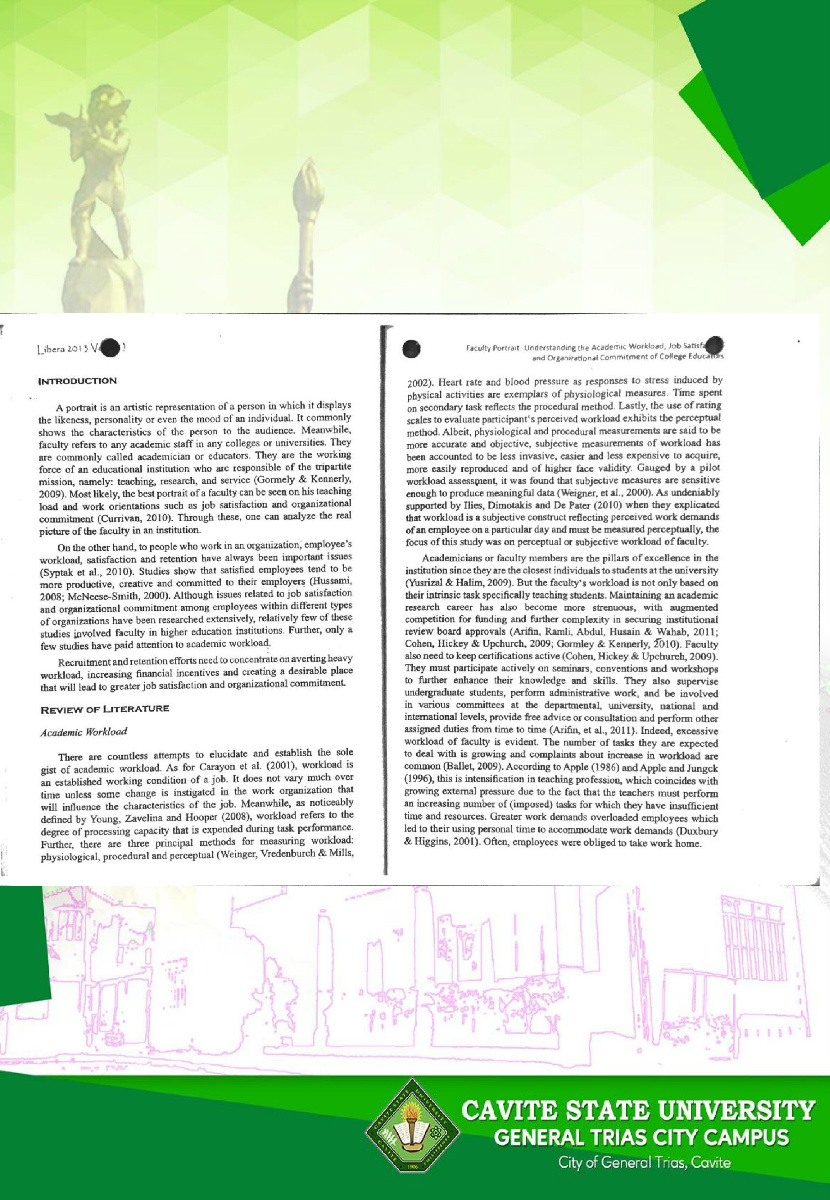 Libera 2013
INTRODUCTION
A portrait is an artistic representation of a person in which it displays
the likeness, personality or even the mood of an individual. It commonly
shows the characteristics of the person to the audience. Meanwhile,
faculty refers to any academic staff in any colleges or universities. They
are commonly called academician or educators. They are the working
force of an educational institution who are responsible of the tripartite
mission, namely: teaching, research, and service (Gormely & Kennerly,
2009). Most likely, the best portrait of a faculty can be seen on his teaching
load and work orientations such as job satisfaction and organizational
commitment (Currivan, 2010). Through these, one can analyze the real
picture of the faculty in an institution.
On the other hand, to people who work in an organization, employee's
workload, satisfaction and retention have always been important issues
(Syptak et al., 2010). Studies show that satisfied employees tend to be
more productive, creative and committed to their employers (Hussami,
2008; McNeese-Smith, 2000). Although issues related to job satisfaction
and organizational commitment among employees within different types
of organizations have been researched extensively, relatively few of these
studies involved faculty in higher education institutions. Further, only a
few studies have paid attention to academic workload.
Recruitment and retention efforts need to concentrate on averting heavy
workload, increasing financial incentives and creating a desirable place
that will lead to greater job satisfaction and organizational commitment.
REVIEW OF LITERATURE
Academic Workload
There are countless attempts to elucidate and establish the sole
gist of academic workload. As for Carayon et al. (2001), workload is
an established working condition of a job. It does not vary much over
time unless some change is instigated in the work organization that
will influence the characteristics of the job. Meanwhile, as noticeably
defined by Young, Zavelina and Hooper (2008), workload refers to the
degree of processing capacity that is expended during task performance.
Further, there are three principal methods for measuring workload:
physiological, procedural and perceptual (Weinger, Vredenburch & Mills,
Faculty Portrait: Understanding the Academic Workload, Job Satisfa
and Organizational Commitment of College Educators
2002). Heart rate and blood pressure as responses to stress induced by
physical activities are exemplars of physiological measures. Time spent
on secondary task reflects the procedural method. Lastly, the use of rating
scales to evaluate participant's perceived workload exhibits the perceptual
method. Albeit, physiological and procedural measurements are said to be
more accurate and objective, subjective measurements of workload has
been accounted to be less invasive, easier and less expensive to acquire,
more easily reproduced and of higher face validity. Gauged by a pilot
workload assessment, it was found that subjective measures are sensitive
enough to produce meaningful data (Weigner, et al., 2000). As undeniably
supported by Ilies, Dimotakis and De Pater (2010) when they explicated
that workload is a subjective construct reflecting perceived work demands
of an employee on a particular day and must be measured perceptually, the
focus of this study was on perceptual or subjective workload of faculty.
Academicians or faculty members are the pillars of excellence in the
institution since they are the closest individuals to students at the university
(Yusrizal & Halim, 2009). But the faculty's workload is not only based on
their intrinsic task specifically teaching students. Maintaining an academic
research career has also become more strenuous, with augmented
competition for funding and further complexity in securing institutional
review board approvals (Arifin, Ramli, Abdul, Husain & Wahab, 2011;
Cohen, Hickey & Upchurch, 2009; Gormley & Kennerly, 2010). Faculty
also need to keep certifications active (Cohen, Hickey & Upchurch, 2009).
They must participate actively on seminars, conventions and workshops
to further enhance their knowledge and skills. They also supervise
undergraduate students, perform administrative work, and be involved
in various committees at the departmental, university, national and
international levels, provide free advice or consultation and perform other
assigned duties from time to time (Arifin, et al., 2011). Indeed, excessive
workload of faculty is evident. The number of tasks they are expected
to deal with is growing and complaints about increase in workload are
common (Ballet, 2009). According to Apple (1986) and Apple and Jungck
(1996), this is intensification in teaching profession, which coincides with
growing external pressure due to the fact that the teachers must perform
an increasing number of (imposed) tasks for which they have insufficient
time and resources. Greater work demands overloaded employees which
led to their using personal time to accommodate work demands (Duxbury
& Higgins, 2001). Often, employees were obliged to take work home.
CAVITE STATE UNIVERSITY
GENERAL TRIAS CITY CAMPUS
City of General Trias, Cavite